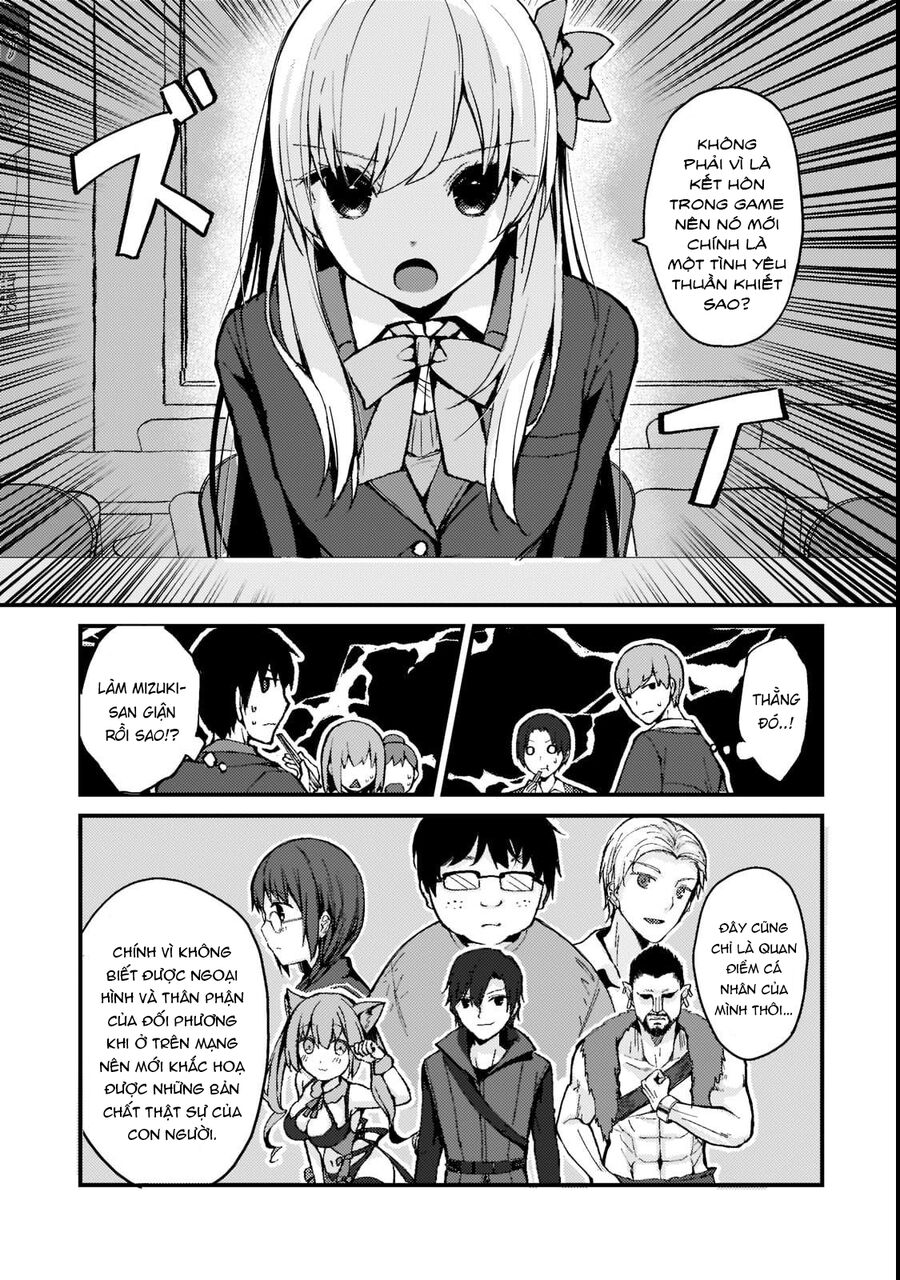 ズ
イ
KHÔNG
PHẢI VÌ LÀ
KẾT HÔN
TRONG GAME
NÊN NÓ MỚI
CHÍNH LÀ
MỘT TÌNH YÊU
THUẦN KHIẾT
SAO?
THẰNG
ĐÓ..!
LÀM MIZUKI-
SAN GIẬN
RỒI SAO!?
ĐÂY CŨNG
CHỈ LÀ QUAN
ĐIỂM CÁ
NHÂN CỦA
MÌNH THÔI...
CHÍNH VÌ KHÔNG
BIẾT ĐƯỢC NGOẠI
HÌNH VÀ THÂN PHẬN
CỦA ĐỐI PHƯƠNG
KHI Ở TRÊN MẠNG
NÊN MỚI KHẮC HOẠ
ĐƯỢC NHỮNG BẢN
CHẤT THẬT SỰ CỦA
CON NGƯỜI.